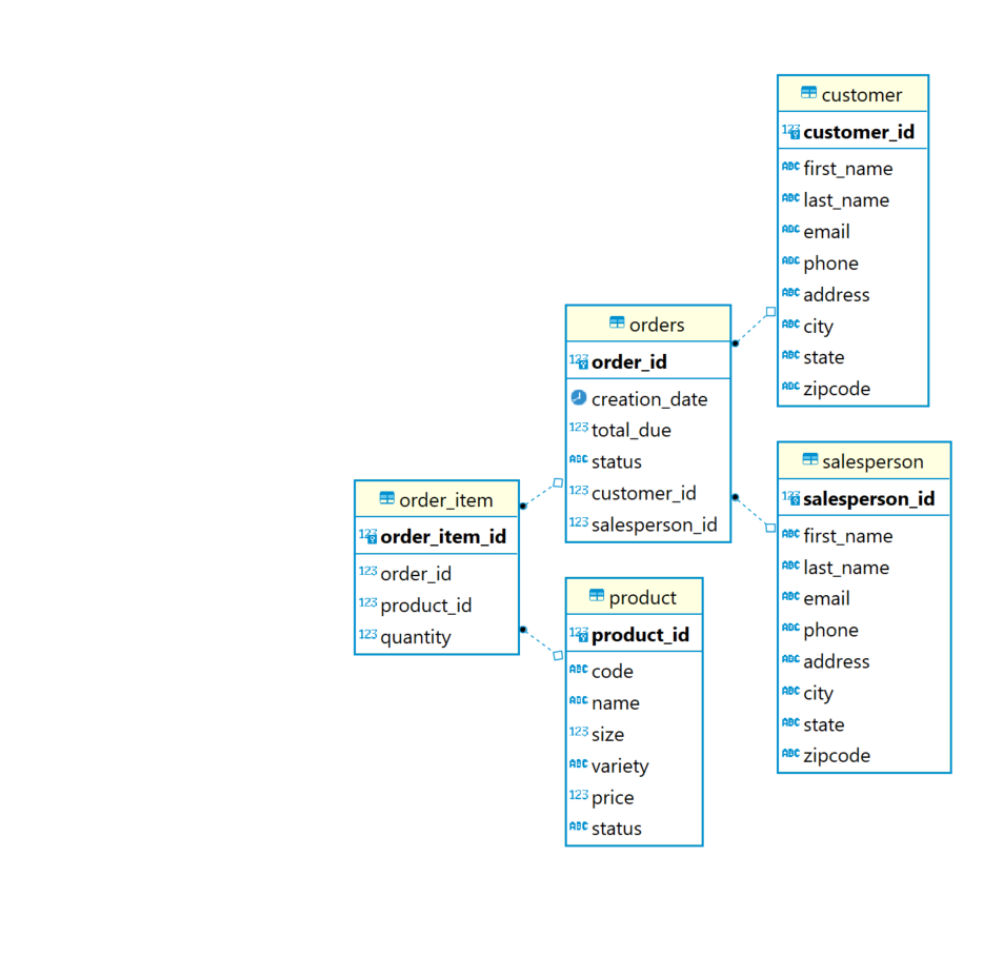 customer
customer_id
first_name
last_name
email
phone
address
city
state
zipcode
orders
order_id
creation_date
total_due
status
customer_id
salesperson_id
salesperson
salesperson_id
first_name
last_name
email
phone
address
city
state
zipcode
order_item
order_item_id
order_id
product_id
quantity
product
product_id
code
name
size
variety
price
status